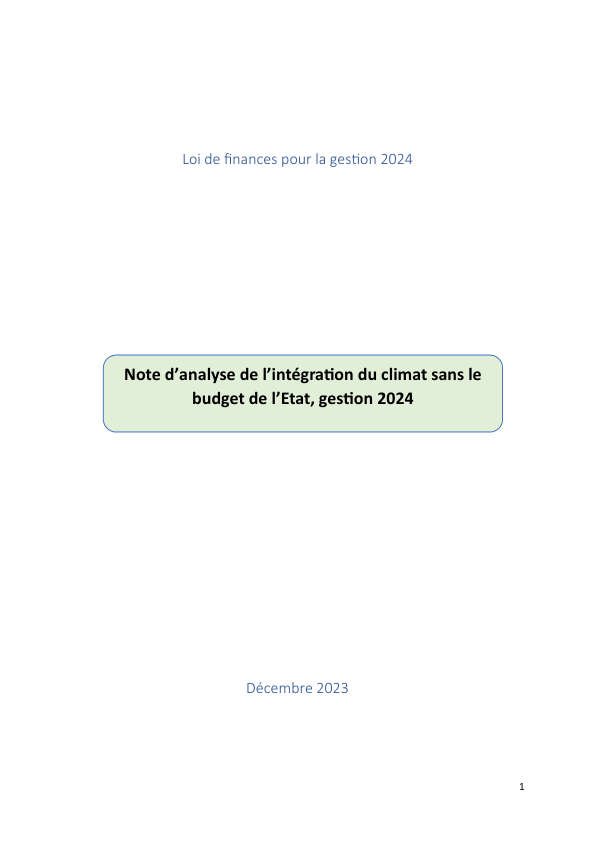 Loi de finances pour la gestion 2024
Note d’analyse de l’intégration du climat sans le
budget de l’Etat, gestion 2024
Décembre 2023
1